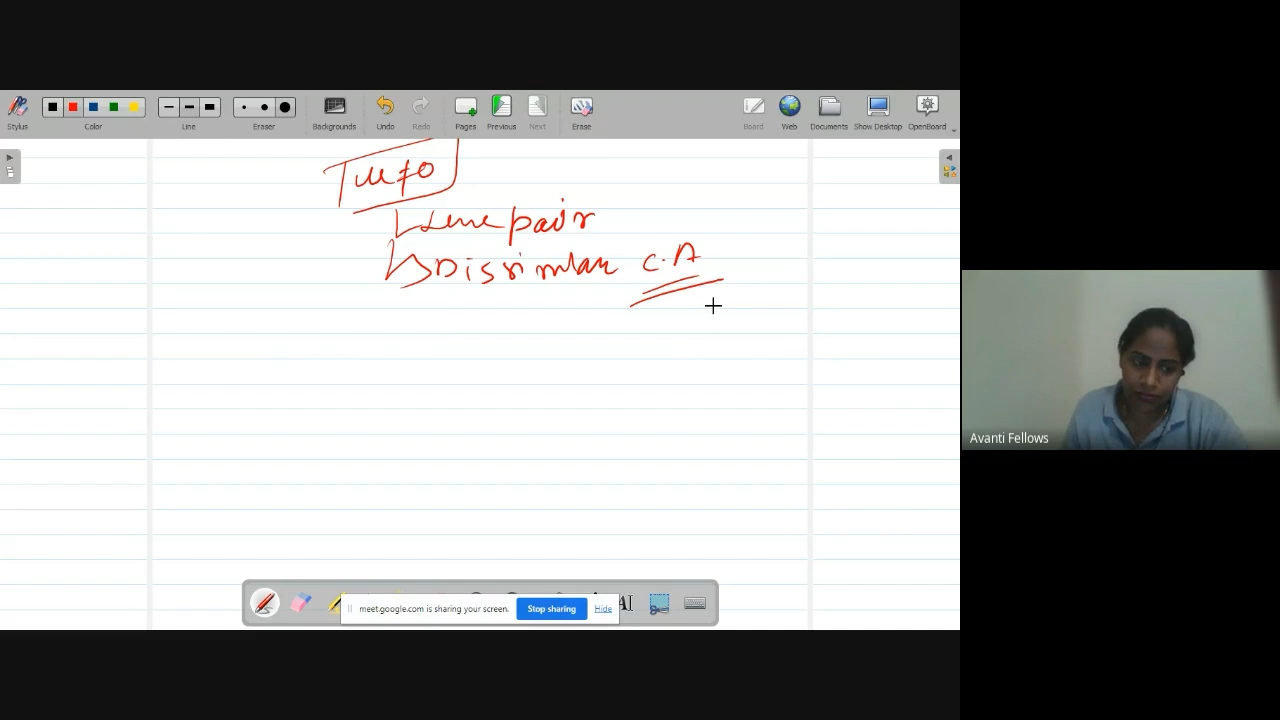 Stylus Color Line Eraser Backgrounds Undo Redo Pages Previous Next Erase Board Web Documents Show Desktop OpenBoard
μ≠0
Lone pair
Dissimilar C.A
Avanti Fellows
meet.google.com is sharing your screen. Stop sharing Hide